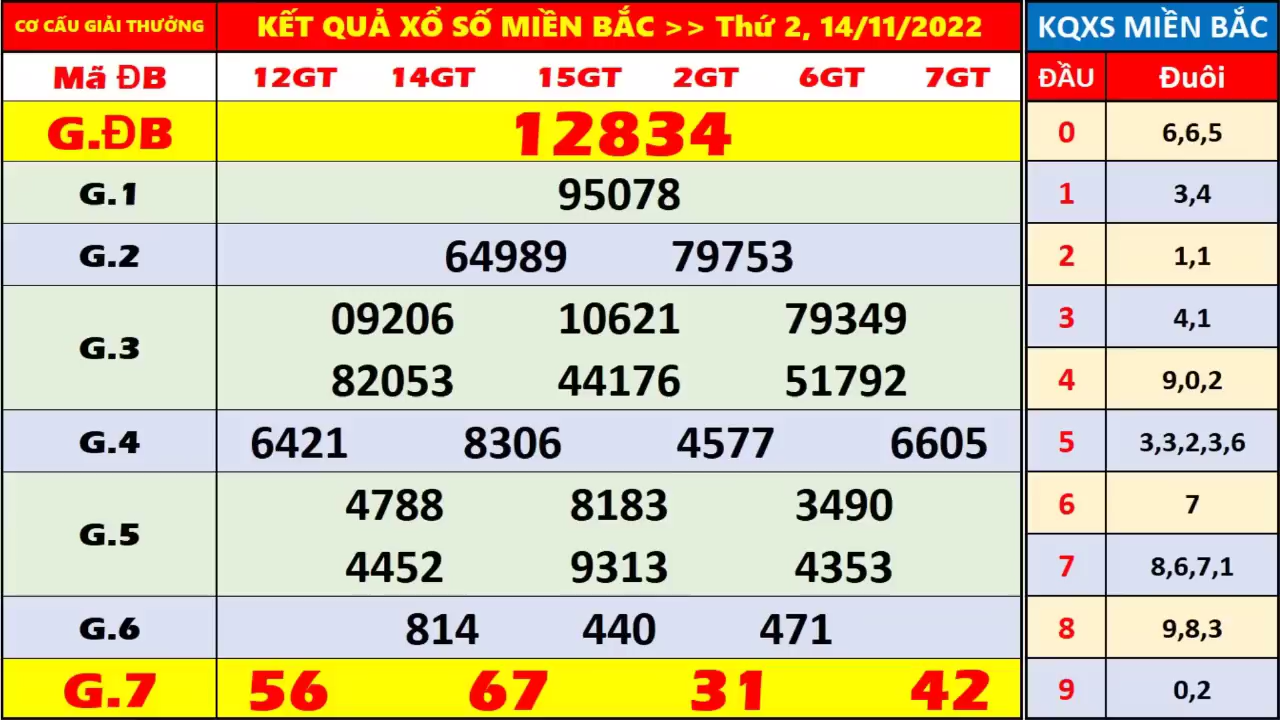 CƠ CẤU GIẢI THƯỞNG KẾT QUẢ XỔ SỐ MIỀN BẮC >> Thứ 2, 14/11/2022 KQXS MIỀN BẮC
Mã ĐB 12GT 14GT 15GT 2GT 6GT 7GT ĐẦU Đuôi
G.ĐB 12834 0 6,6,5
G.1 95078 1 3,4
G.2 64989 79753 2 1,1
G.3 09206 10621 79349 3 4,1
82053 44176 51792 4 9,0,2
G.4 6421 8306 4577 6605 5 3,3,2,3,6
G.5 4788 8183 3490 6 7
4452 9313 4353 7 8,6,7,1
G.6 814 440 471 8 9,8,3
G.7 56 67 31 42 9 0,2